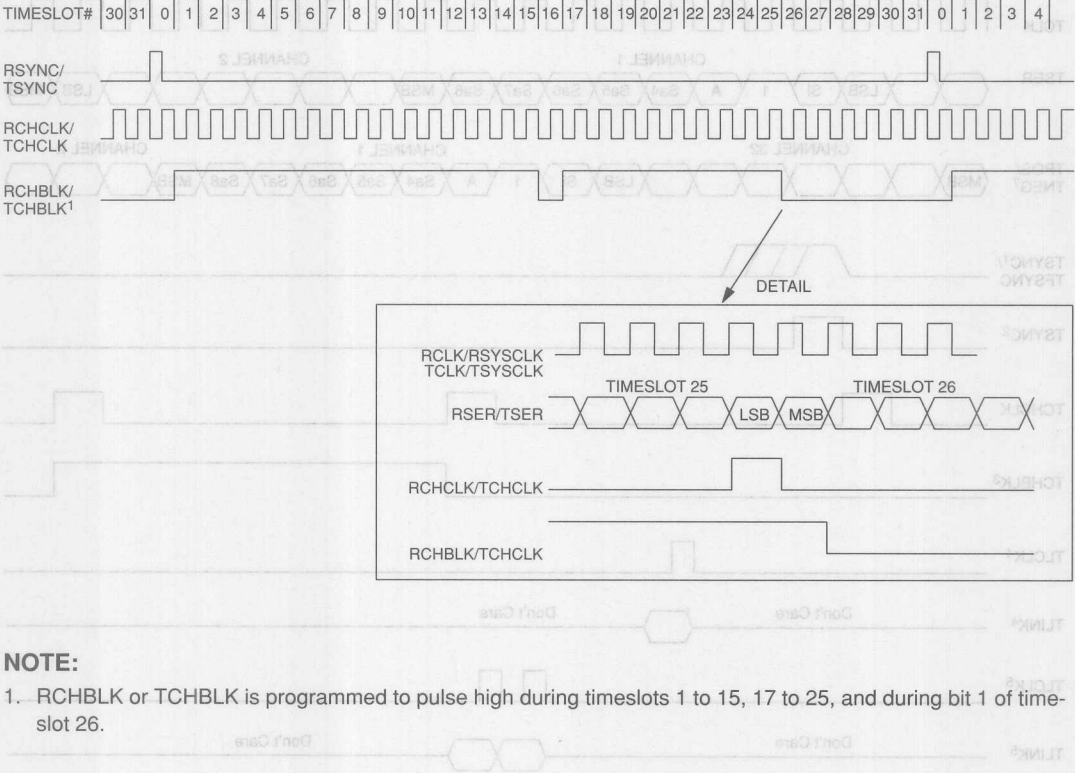 TIMESLOT# 30 31 0 1 2 3 4 5 6 7 8 9 10 11 12 13 14 15 16 17 18 19 20 21 22 23 24 25 26 27 28 29 30 31 0 1 2 3 4
RSYNC/
TSYNC
RCHCLK/
TCHCLK
RCHBLK/
TCHBLK1
DETAIL
RCLK/RSYSCLK
TCLK/TSYSCLK
TIMESLOT 25 TIMESLOT 26
RSER/TSER LSB MSB
RCHCLK/TCHCLK
RCHBLK/TCHCLK
NOTE:
1. RCHBLK or TCHBLK is programmed to pulse high during timeslots 1 to 15, 17 to 25, and during bit 1 of time-
slot 26.